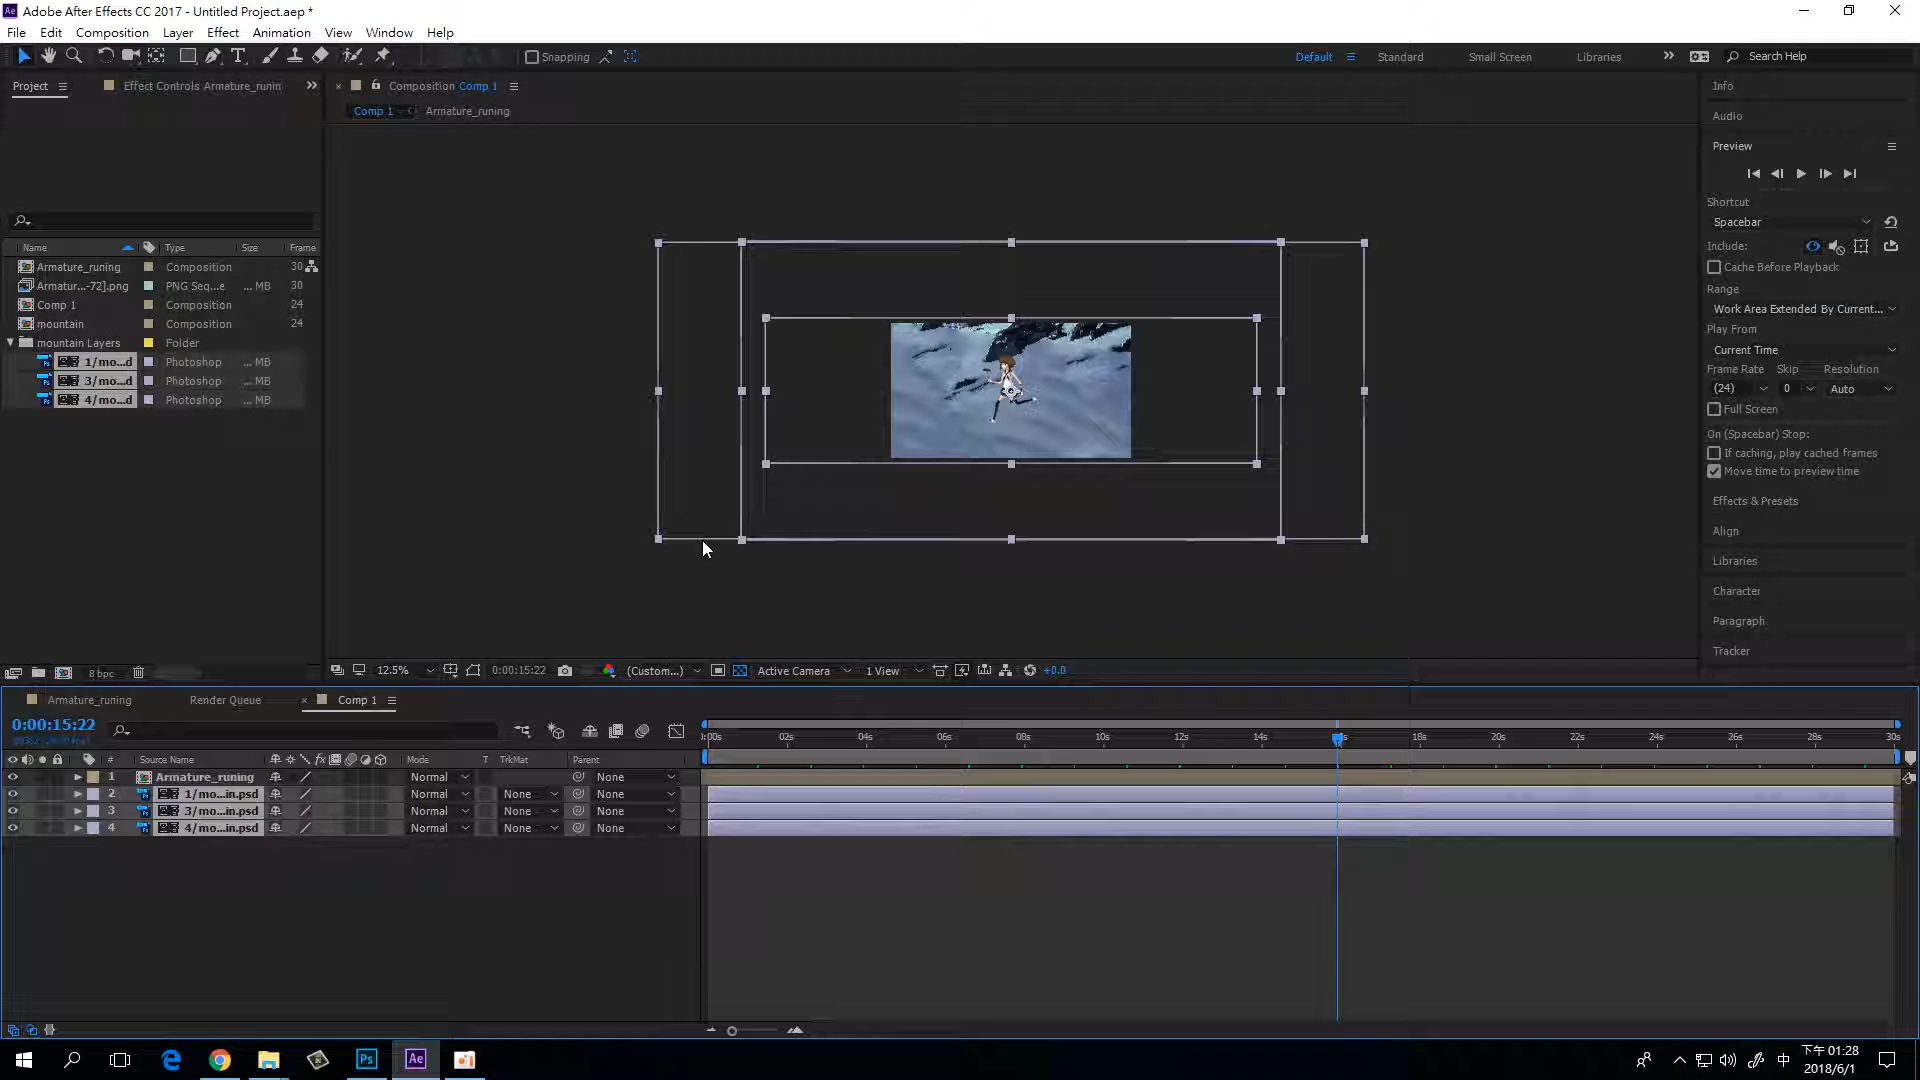 Adobe After Effects CC 2017 - Untitled Project.aep *
File Edit Composition Layer Effect Animation View Window Help
Snapping
Default Standard Small Screen Libraries Search Help
Project Effect Controls Armature_runin
Composition Comp 1
Comp 1 Armature_runing
Name Type Size Frame
Armature_runing Composition 30
Armatur...-72].png PNG Seq...e ... MB 30
Comp 1 Composition 24
mountain Composition 24
mountain Layers Folder
1/mo...d Photoshop ... MB
3/mo...d Photoshop ... MB
4/mo...d Photoshop ... MB
8 bpc
12.5% 0:00:15:22 (Custom...) Active Camera 1 View +0.0
Info
Audio
Preview
Shortcut
Spacebar
Include:
Cache Before Playback
Range
Work Area Extended By Current...
Play From
Current Time
Frame Rate Skip Resolution
(24) 0 Auto
Full Screen
On (Spacebar) Stop:
If caching, play cached frames
Move time to preview time
Effects & Presets
Align
Libraries
Character
Paragraph
Tracker
Armature_runing Render Queue Comp 1
0:00:15:22
:00s 02s 04s 06s 08s 10s 12s 14s 18s 20s 22s 24s 26s 28s 30s
# Source Name Mode T TrkMat Parent
1 Armature_runing Normal None
2 1/mo...in.psd Normal None None
3 3/mo...in.psd Normal None None
4 4/mo...in.psd Normal None None
Ps Ae
中
下午 01:28
2018/6/1